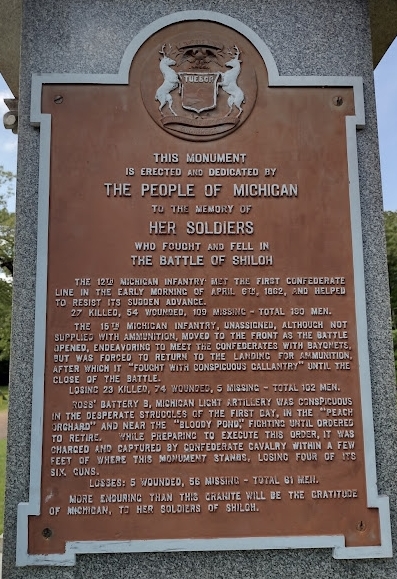 TUEBOR
THIS MONUMENT
IS ERECTED AND DEDICATED BY
THE PEOPLE OF MICHIGAN
TO THE MEMORY OF
HER SOLDIERS
WHO FOUGHT AND FELL IN
THE BATTLE OF SHILOH
THE 12TH MICHIGAN INFANTRY MET THE FIRST CONFEDERATE
LINE IN THE EARLY MORNING OF APRIL 6TH, 1862, AND HELPED
TO RESIST ITS SUDDEN ADVANCE.
27 KILLED, 54 WOUNDED, 109 MISSING - TOTAL 190 MEN.
THE 15TH MICHIGAN INFANTRY, UNASSIGNED, ALTHOUGH NOT
SUPPLIED WITH AMMUNITION, MOVED TO THE FRONT AS THE BATTLE
OPENED, ENDEAVORING TO MEET THE CONFEDERATES WITH BAYONETS,
BUT WAS FORCED TO RETURN TO THE LANDING FOR AMMUNITION,
AFTER WHICH IT "FOUGHT WITH CONSPICUOUS GALLANTRY" UNTIL THE
CLOSE OF THE BATTLE.
LOSING 23 KILLED, 74 WOUNDED, 5 MISSING - TOTAL 102 MEN.
ROSS' BATTERY B, MICHIGAN LIGHT ARTILLERY WAS CONSPICUOUS
IN THE DESPERATE STRUGGLES OF THE FIRST DAY, IN THE "PEACH
ORCHARD" AND NEAR THE "BLOODY POND," FIGHTING UNTIL ORDERED
TO RETIRE. WHILE PREPARING TO EXECUTE THIS ORDER, IT WAS
CHARGED AND CAPTURED BY CONFEDERATE CAVALRY WITHIN A FEW
FEET OF WHERE THIS MONUMENT STANDS, LOSING FOUR OF ITS
SIX GUNS.
LOSSES: 5 WOUNDED, 56 MISSING - TOTAL 61 MEN.
MORE ENDURING THAN THIS GRANITE WILL BE THE GRATITUDE
OF MICHIGAN, TO HER SOLDIERS OF SHILOH.